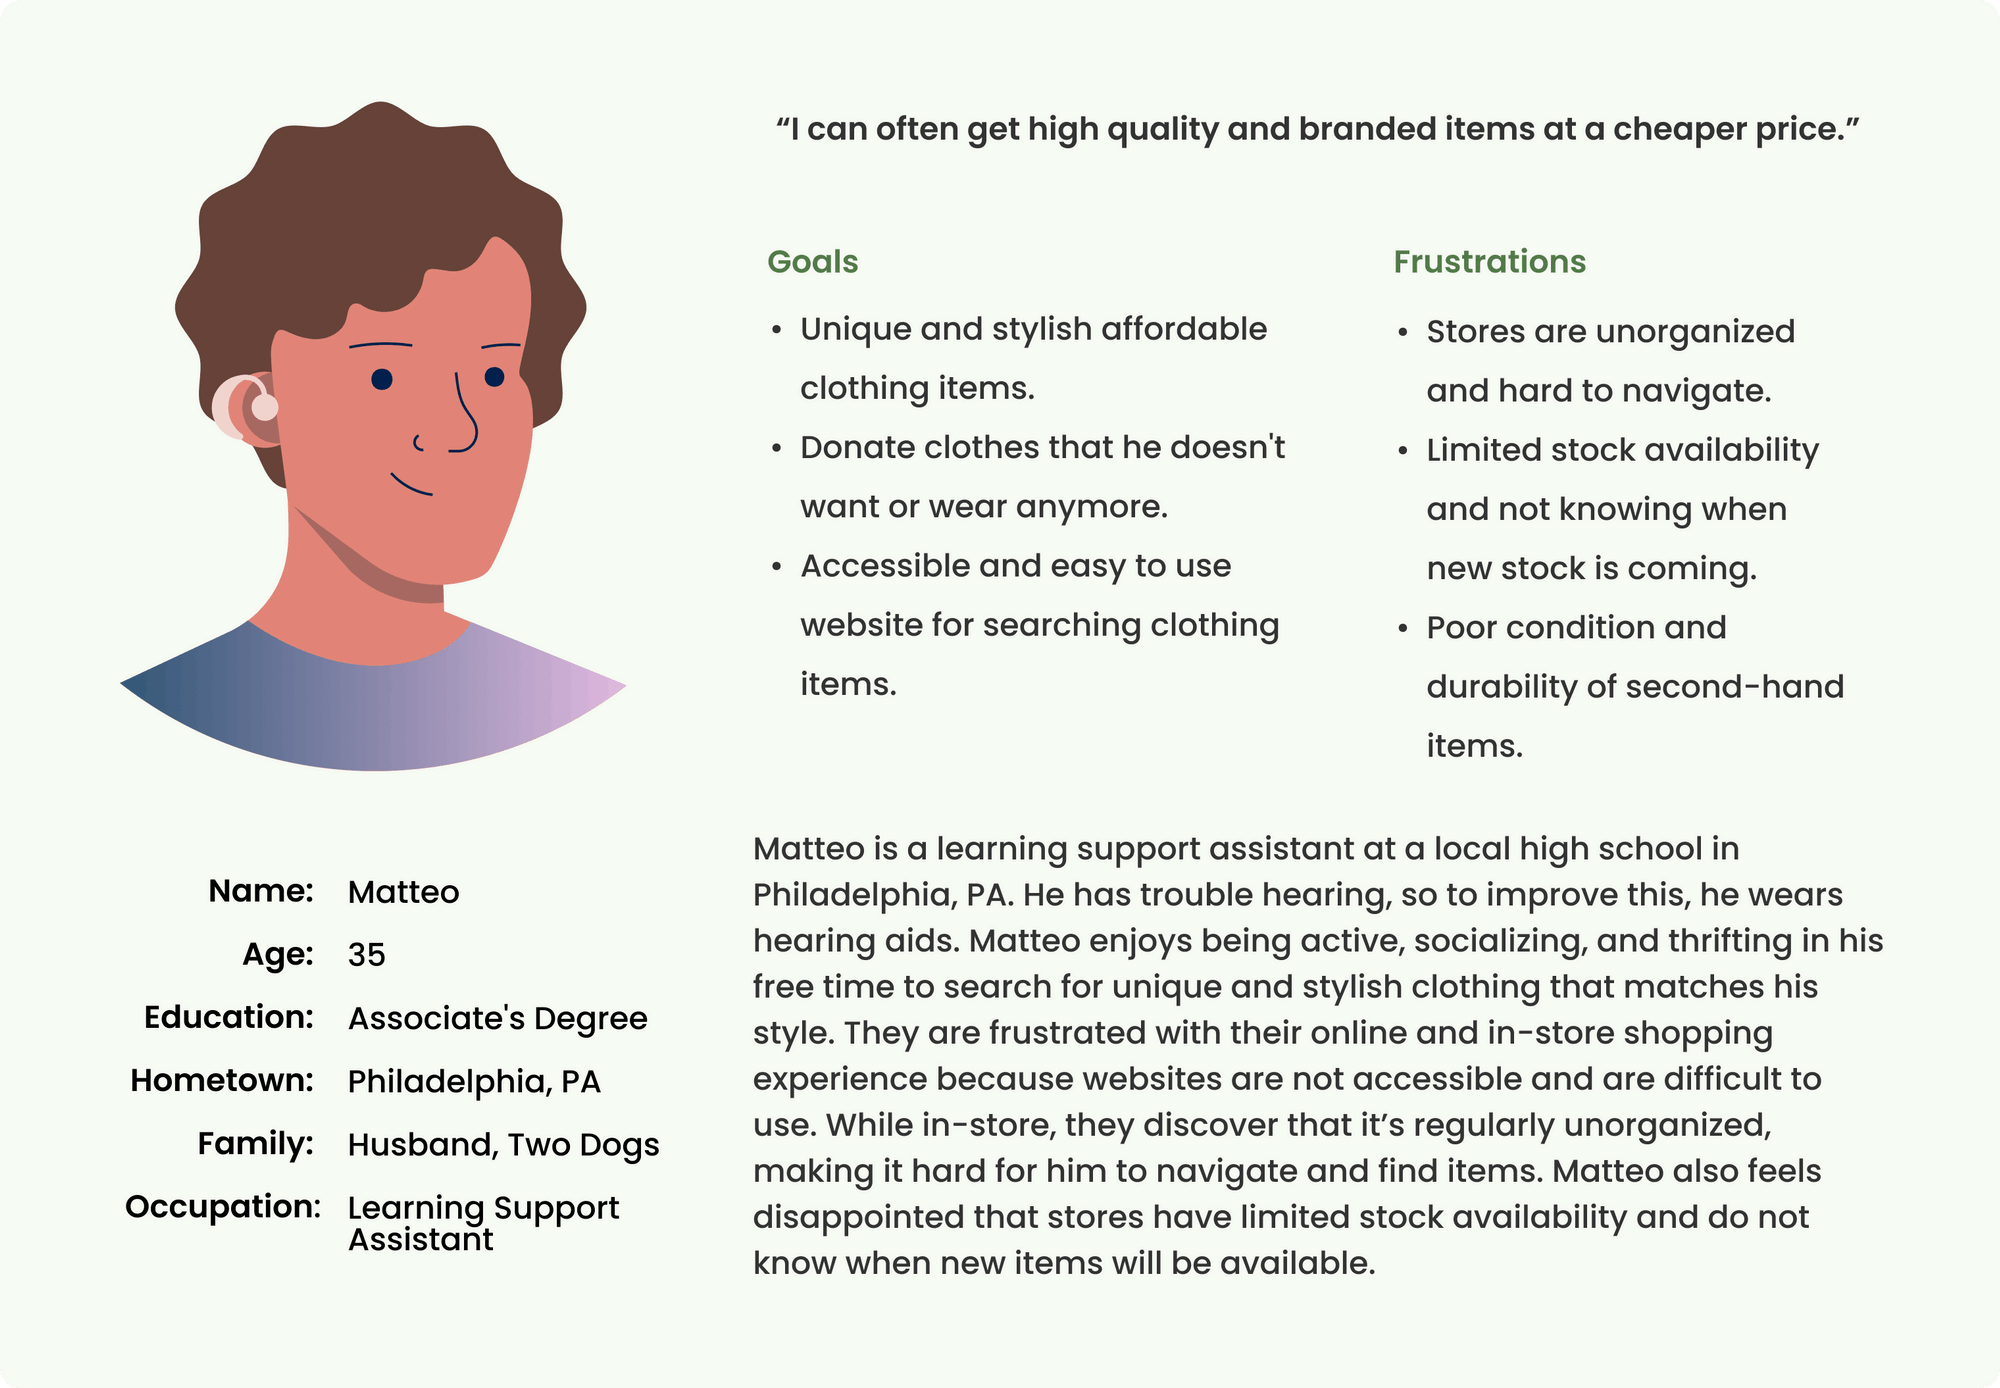 “I can often get high quality and branded items at a cheaper price.”
Goals
• Unique and stylish affordable
clothing items.
• Donate clothes that he doesn't
want or wear anymore.
• Accessible and easy to use
website for searching clothing
items.
Frustrations
• Stores are unorganized
and hard to navigate.
• Limited stock availability
and not knowing when
new stock is coming.
• Poor condition and
durability of second-hand
items.
Name: Matteo
Age: 35
Education: Associate's Degree
Hometown: Philadelphia, PA
Family: Husband, Two Dogs
Occupation: Learning Support
Assistant
Matteo is a learning support assistant at a local high school in
Philadelphia, PA. He has trouble hearing, so to improve this, he wears
hearing aids. Matteo enjoys being active, socializing, and thrifting in his
free time to search for unique and stylish clothing that matches his
style. They are frustrated with their online and in-store shopping
experience because websites are not accessible and are difficult to
use. While in-store, they discover that it’s regularly unorganized,
making it hard for him to navigate and find items. Matteo also feels
disappointed that stores have limited stock availability and do not
know when new items will be available.